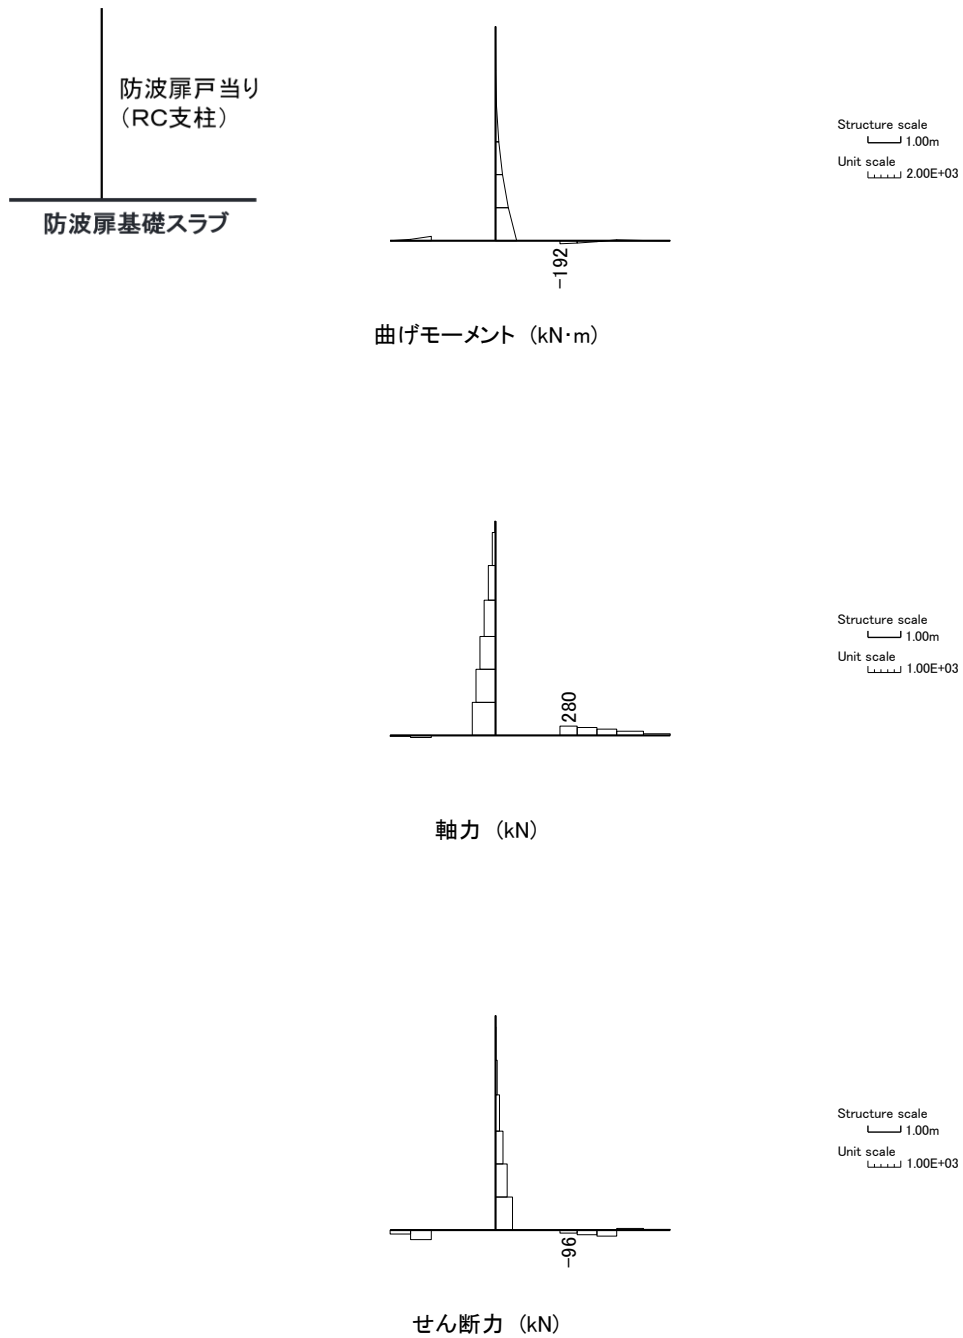 防波扉戸当り
（RC支柱）
防波扉基礎スラブ
Structure scale
1.00m
Unit scale
2.00E+03
-192
曲げモーメント (kN･m)
Structure scale
1.00m
Unit scale
1.00E+03
280
軸力 (kN)
Structure scale
1.00m
Unit scale
1.00E+03
-96
せん断力 (kN)